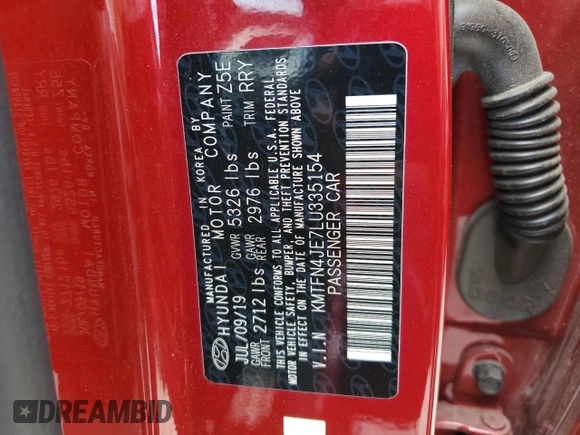 MANUFACTURED IN KOREA BY
HYUNDAI MOTOR COMPANY
JUL/09/19 GVWR 5326 lbs PAINT Z5E
GAWR FRONT 2712 lbs GAWR REAR 2976 lbs TRIM RRY
THIS VEHICLE CONFORMS TO ALL APPLICABLE U.S.A. FEDERAL
MOTOR VEHICLE SAFETY, BUMPER, AND THEFT PREVENTION STANDARDS
IN EFFECT ON THE DATE OF MANUFACTURE SHOWN ABOVE
V.I.N KMTFN4JE7LU335154
PASSENGER CAR
DREAMBID